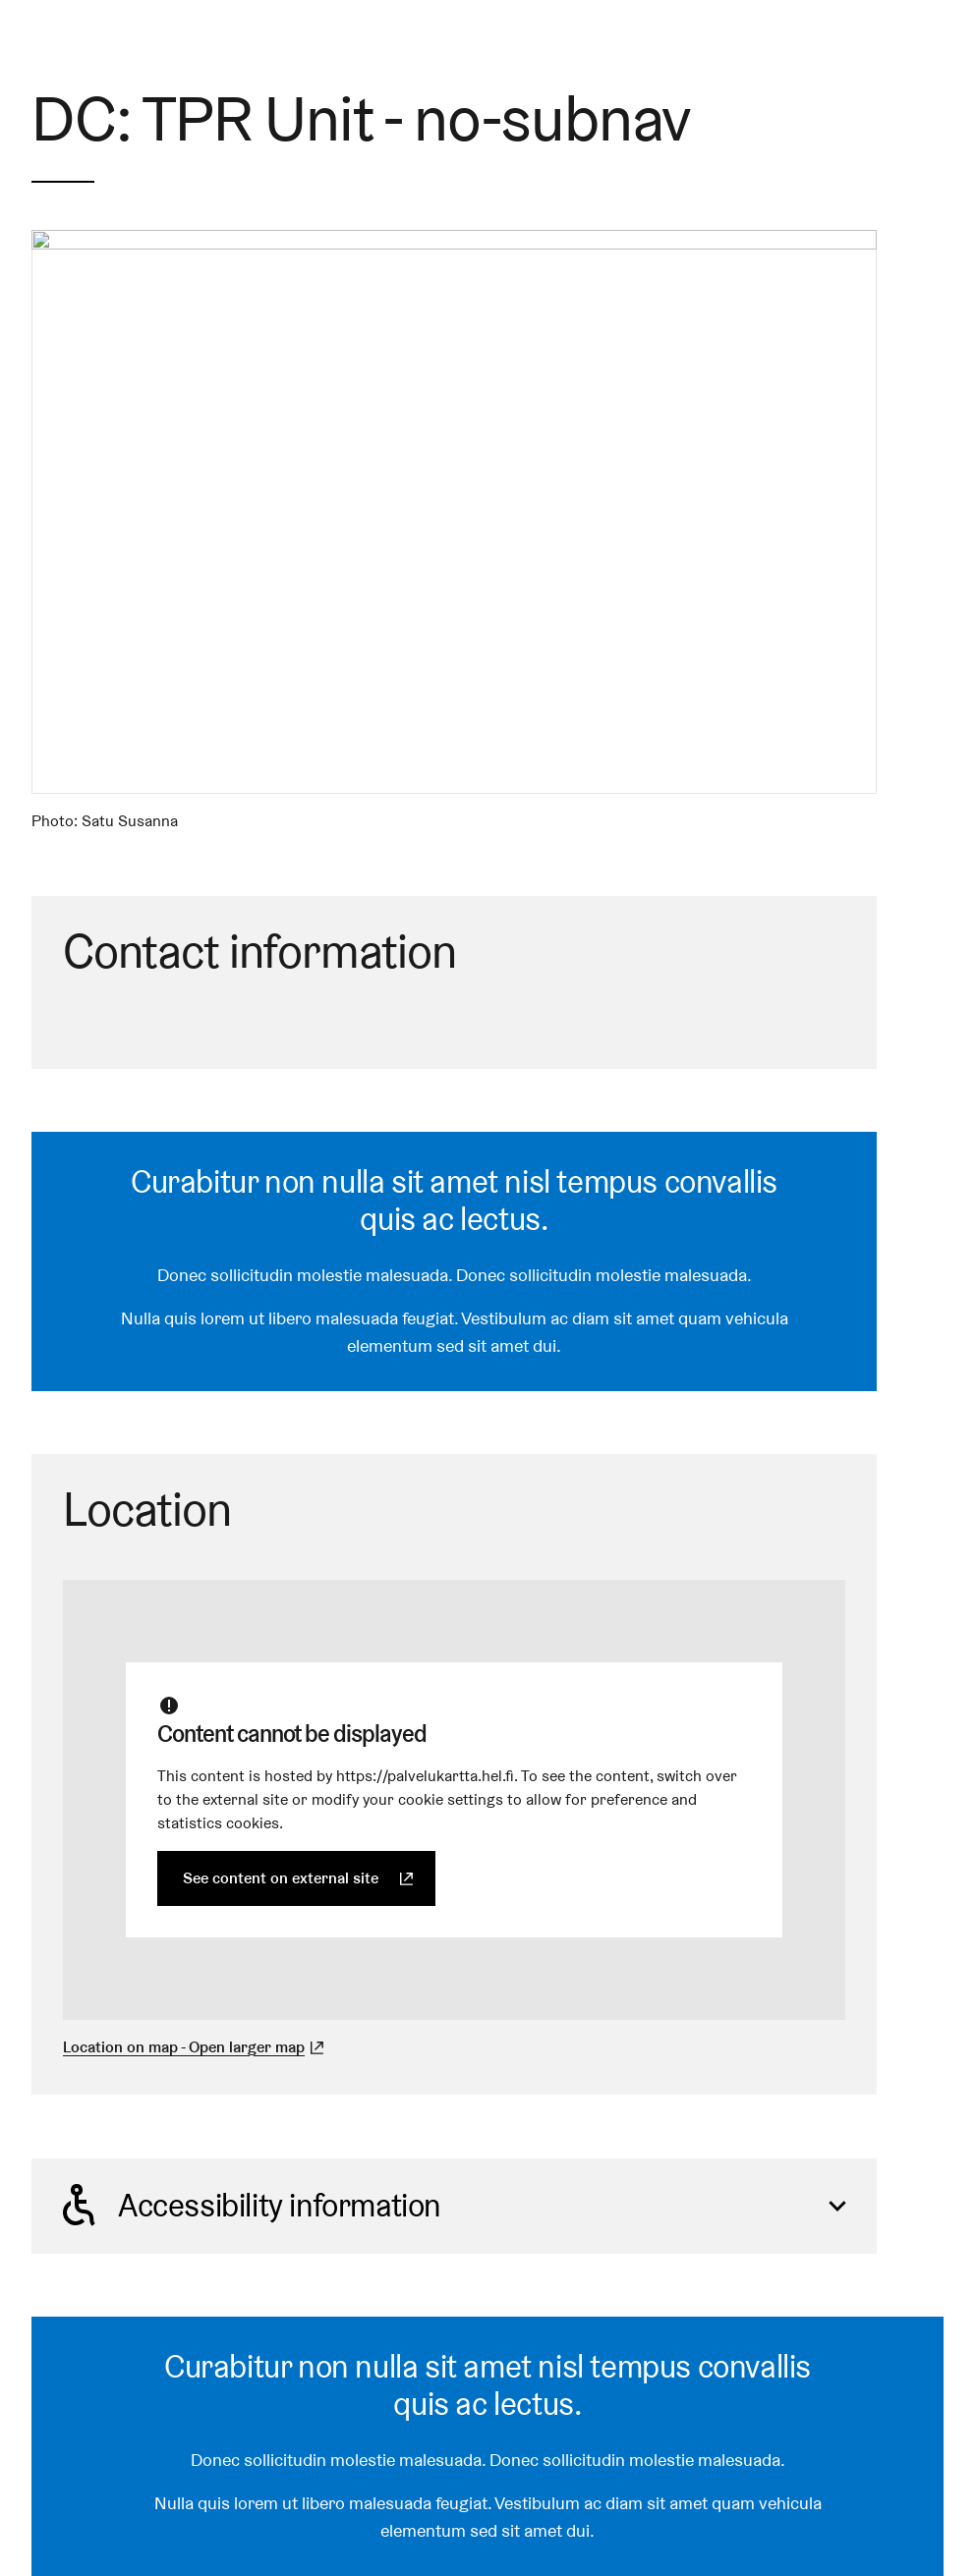 DC: TPR Unit - no-subnav
Photo: Satu Susanna
Contact information
Curabitur non nulla sit amet nisl tempus convallis
quis ac lectus.
Donec sollicitudin molestie malesuada. Donec sollicitudin molestie malesuada.
Nulla quis lorem ut libero malesuada feugiat. Vestibulum ac diam sit amet quam vehicula
elementum sed sit amet dui.
Location
Content cannot be displayed
This content is hosted by https://palvelukartta.hel.fi. To see the content, switch over
to the external site or modify your cookie settings to allow for preference and
statistics cookies.
See content on external site
Location on map - Open larger map
Accessibility information
Curabitur non nulla sit amet nisl tempus convallis
quis ac lectus.
Donec sollicitudin molestie malesuada. Donec sollicitudin molestie malesuada.
Nulla quis lorem ut libero malesuada feugiat. Vestibulum ac diam sit amet quam vehicula
elementum sed sit amet dui.